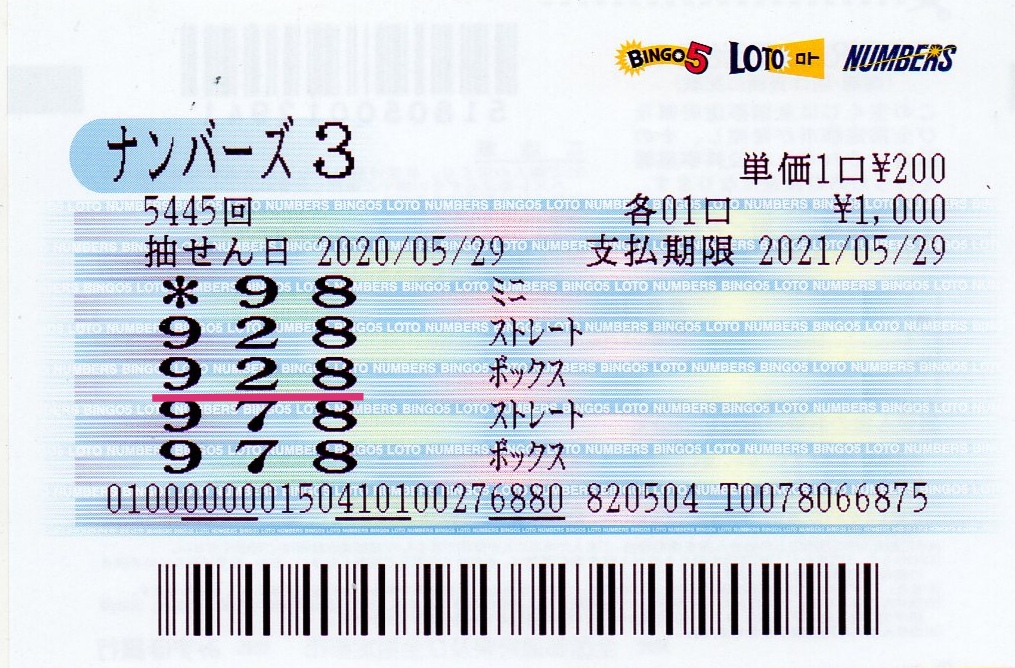 BINGO5 LOTO ロト NUMBERS
ナンバーズ3
単価1口¥200
5445回 各01口 ¥1,000
抽せん日 2020/05/29 支払期限 2021/05/29
*98 ミニ
928 ストレート
928 ボックス
978 ストレート
978 ボックス
01000000001504101002766880 820504 T0078066875